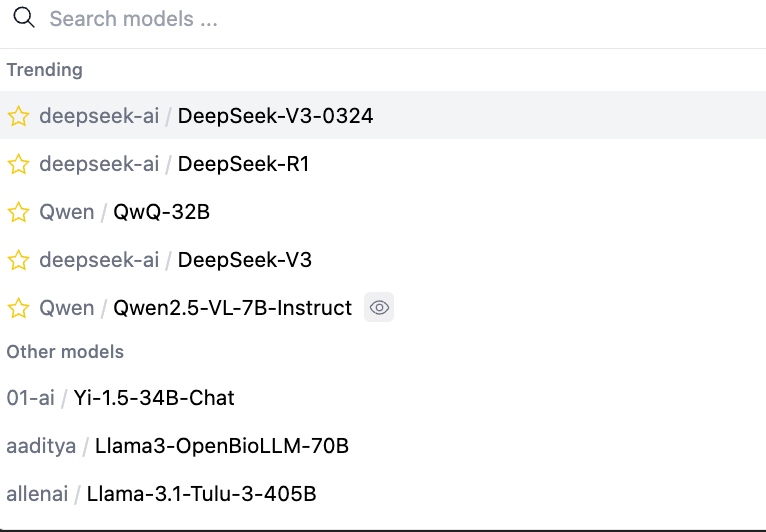 Search models ...
Trending
deepseek-ai / DeepSeek-V3-0324
deepseek-ai / DeepSeek-R1
Qwen / QwQ-32B
deepseek-ai / DeepSeek-V3
Qwen / Qwen2.5-VL-7B-Instruct
Other models
01-ai / Yi-1.5-34B-Chat
aaditya / Llama3-OpenBioLLM-70B
allenai / Llama-3.1-Tulu-3-405B